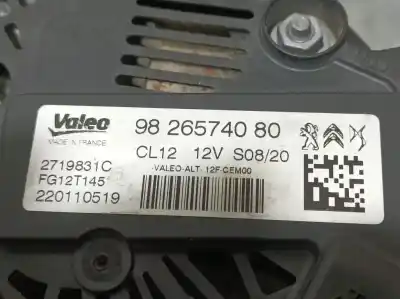 Valeo
MADE IN FRANCE
98 265740 80
CL12 12V S08/20
2719831C
FG12T145
220110519
VALEO-ALT 12F-CEM00